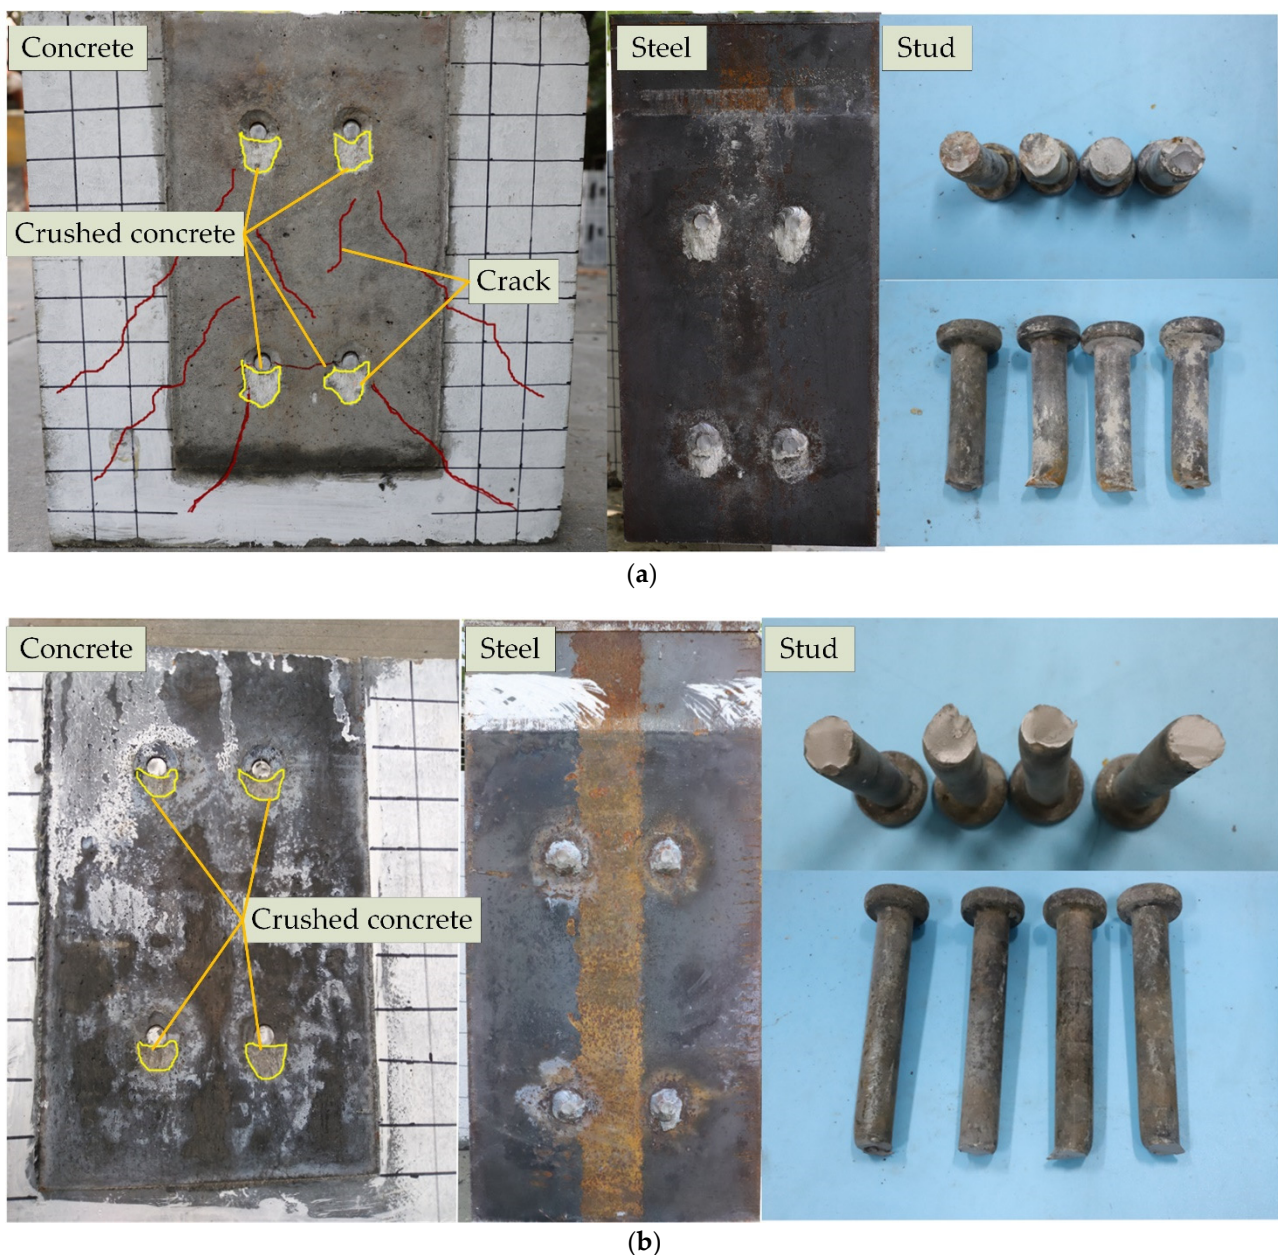 Concrete
Steel
Stud
Crushed concrete
Crack
(a)
Concrete
Steel
Stud
Crushed concrete
(b)